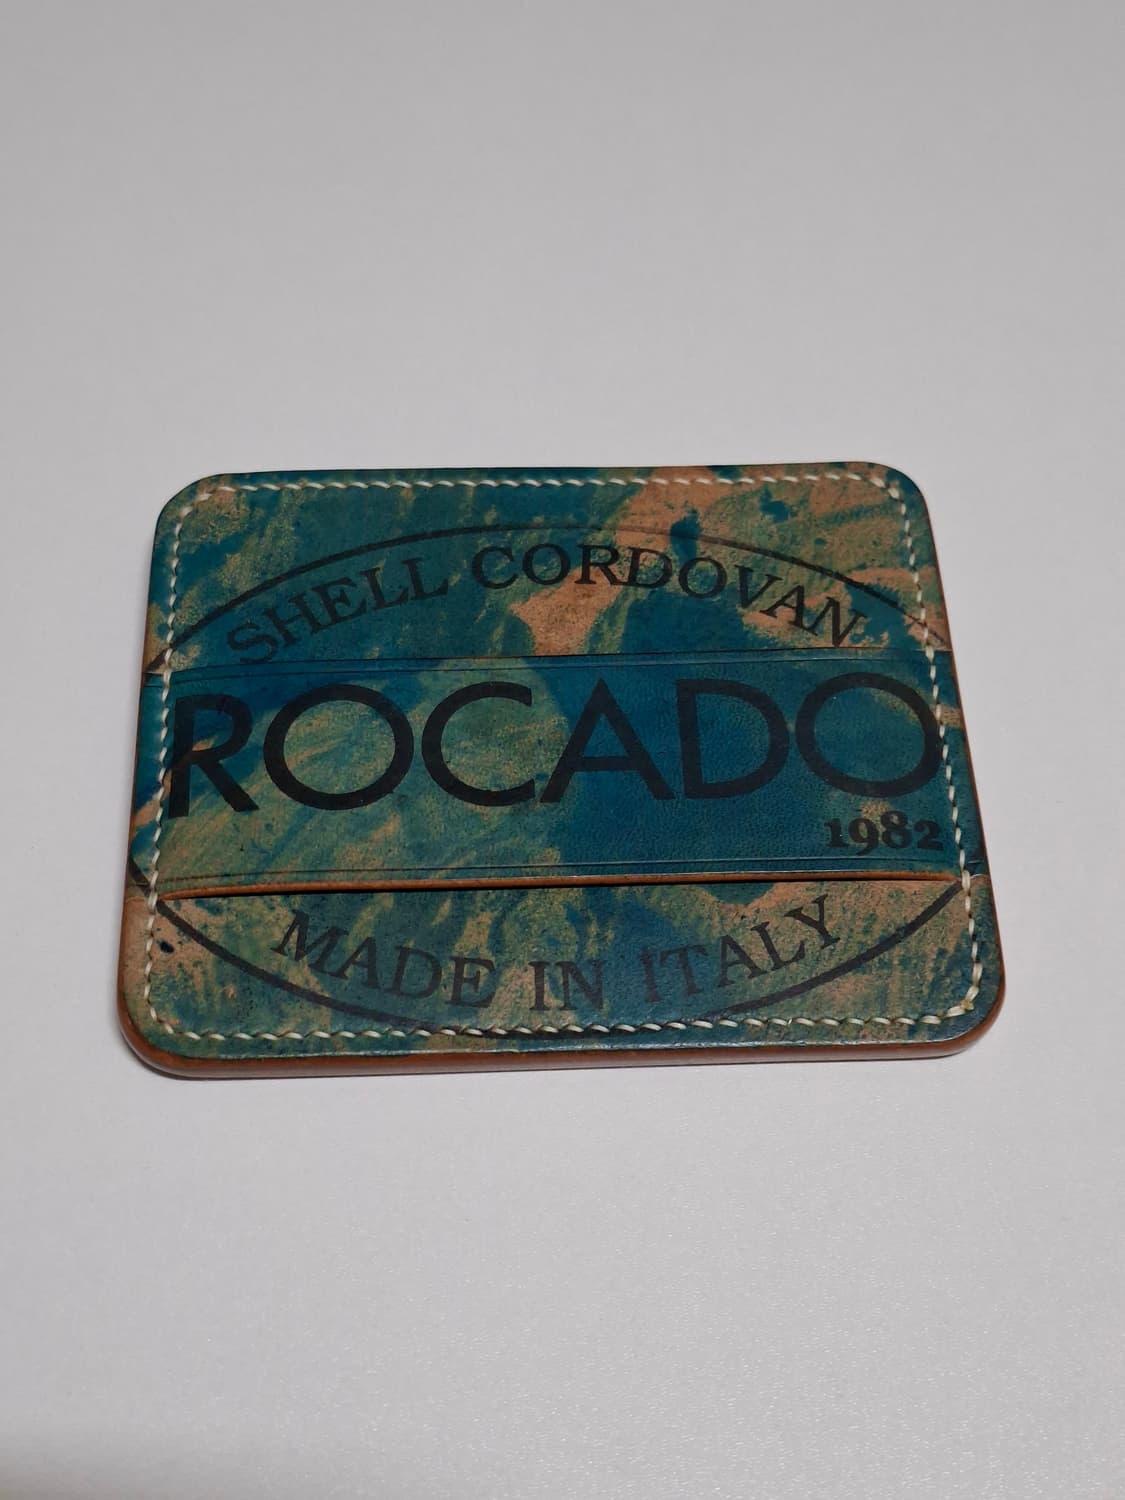 SHELL CORDOVAN
ROCADO
1982
MADE IN ITALY